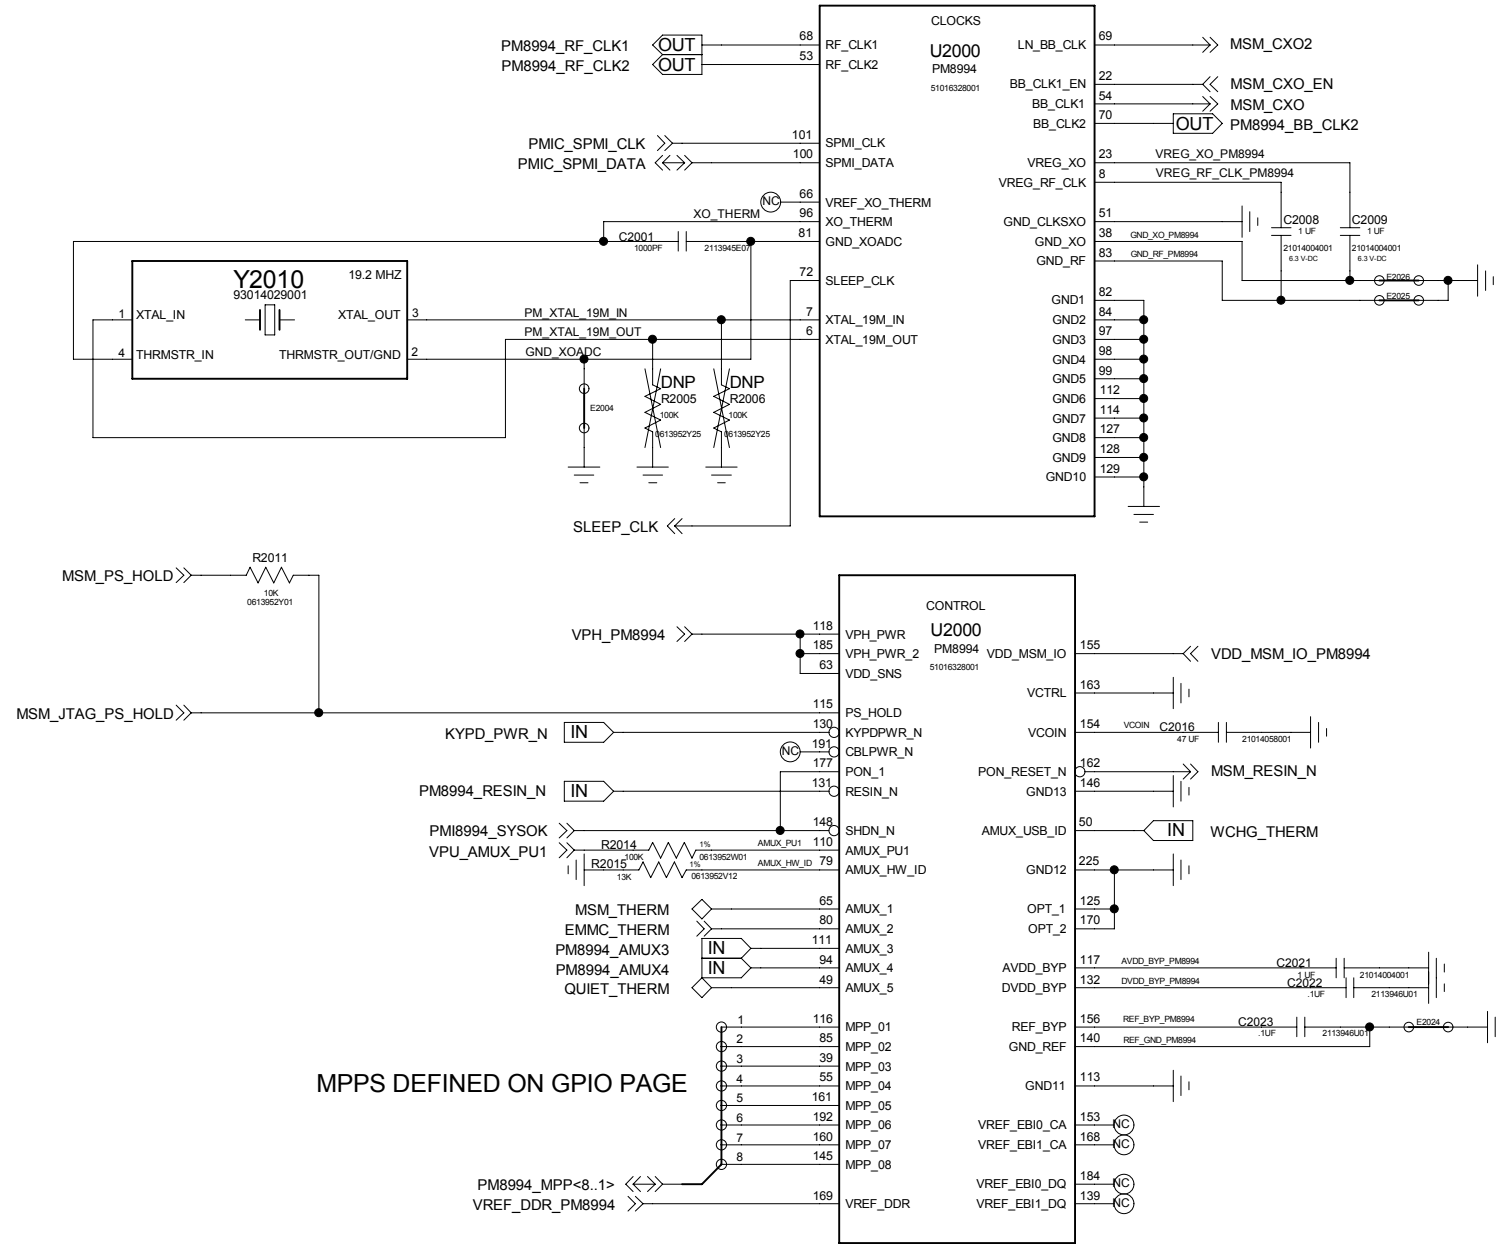 CLOCKS
U2000
PM8994
51016328001
PM8994_RF_CLK1 OUT 68 RF_CLK1
PM8994_RF_CLK2 OUT 53 RF_CLK2
LN_BB_CLK 69 MSM_CXO2
BB_CLK1_EN 22 MSM_CXO_EN
BB_CLK1 54 MSM_CXO
BB_CLK2 70 OUT PM8994_BB_CLK2
PMIC_SPMI_CLK 101 SPMI_CLK
PMIC_SPMI_DATA 100 SPMI_DATA
VREG_XO 23 VREG_XO_PM8994
VREG_RF_CLK 8 VREG_RF_CLK_PM8994
NC 66 VREF_XO_THERM
XO_THERM 96 XO_THERM
C2001 1000PF 2113945E07 81 GND_XOADC
GND_CLKSXO 51
GND_XO 38 GND_XO_PM8994
GND_RF 83 GND_RF_PM8994
C2008 1 UF 21014004001 6.3 V-DC
C2009 1 UF 21014004001 6.3 V-DC
E2026
E2025
72 SLEEP_CLK
Y2010 19.2 MHZ
93014029001
1 XTAL_IN XTAL_OUT 3 PM_XTAL_19M_IN 7 XTAL_19M_IN
PM_XTAL_19M_OUT 6 XTAL_19M_OUT
4 THRMSTR_IN THRMSTR_OUT/GND 2 GND_XOADC
E2004
DNP R2005 100K 0613952Y25
DNP R2006 100K 0613952Y25
GND1 82
GND2 84
GND3 97
GND4 98
GND5 99
GND6 112
GND7 114
GND8 127
GND9 128
GND10 129
SLEEP_CLK
MSM_PS_HOLD R2011 10K 0613952Y01
CONTROL
U2000
PM8994
51016328001
VPH_PM8994 118 VPH_PWR
185 VPH_PWR_2
63 VDD_SNS
VDD_MSM_IO 155 VDD_MSM_IO_PM8994
VCTRL 163
MSM_JTAG_PS_HOLD 115 PS_HOLD
KYPD_PWR_N IN 130 KYPDPWR_N
VCOIN 154 VCOIN C2016 47 UF 21014058001
NC 191 CBLPWR_N
177 PON_1
PON_RESET_N 162 MSM_RESIN_N
PM8994_RESIN_N IN 131 RESIN_N
GND13 146
PMI8994_SYSOK 148 SHDN_N
AMUX_USB_ID 50 IN WCHG_THERM
VPU_AMUX_PU1 R2014 100K 1% 0613952W01 AMUX_PU1 110 AMUX_PU1
R2015 13K 1% 0613952V12 AMUX_HW_ID 79 AMUX_HW_ID
GND12 225
MSM_THERM 65 AMUX_1
OPT_1 125
EMMC_THERM 80 AMUX_2
OPT_2 170
PM8994_AMUX3 IN 111 AMUX_3
PM8994_AMUX4 IN 94 AMUX_4
AVDD_BYP 117 AVDD_BYP_PM8994 C2021 1 UF 21014004001
QUIET_THERM 49 AMUX_5
DVDD_BYP 132 DVDD_BYP_PM8994 C2022 .1UF 2113946U01
1 116 MPP_01
2 85 MPP_02
3 39 MPP_03
4 55 MPP_04
5 161 MPP_05
6 192 MPP_06
7 160 MPP_07
8 145 MPP_08
REF_BYP 156 REF_BYP_PM8994 C2023 .1UF 2113946U01 E2024
GND_REF 140 REF_GND_PM8994
MPPS DEFINED ON GPIO PAGE
GND11 113
VREF_EBI0_CA 153 NC
VREF_EBI1_CA 168 NC
PM8994_MPP<8..1>
VREF_EBI0_DQ 184 NC
VREF_DDR_PM8994 169 VREF_DDR
VREF_EBI1_DQ 139 NC